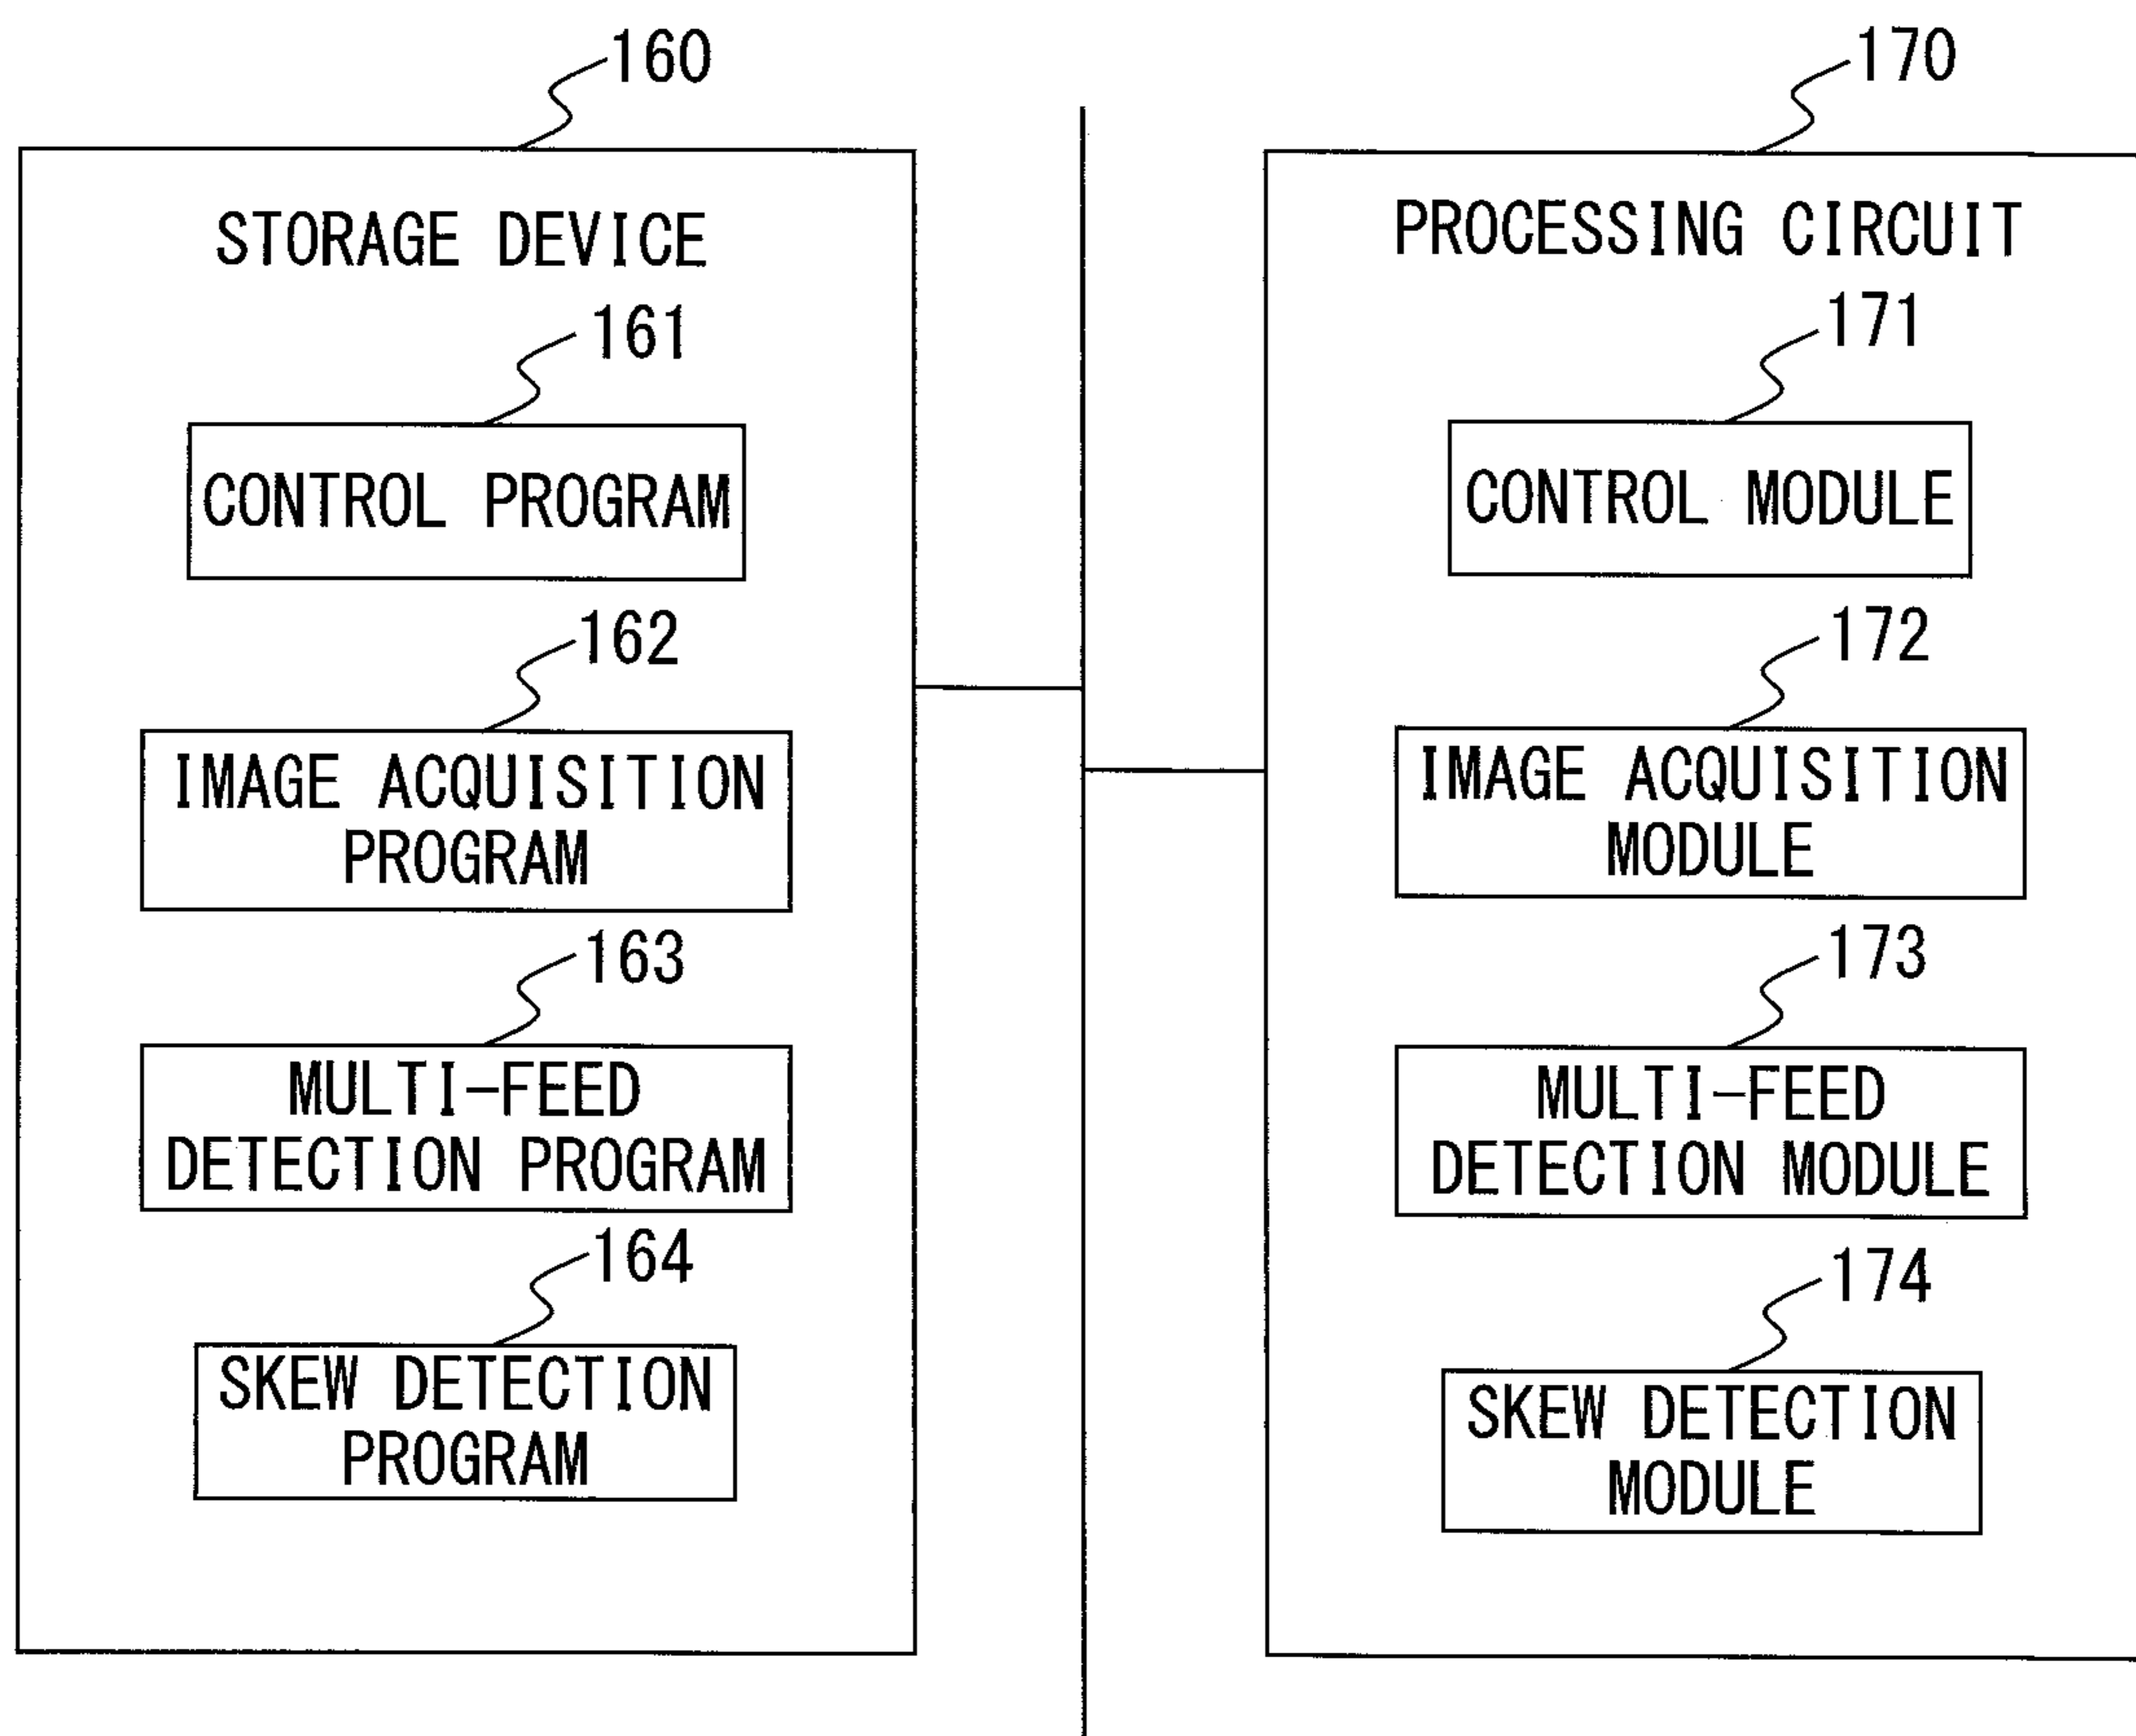 160
STORAGE DEVICE
161
CONTROL PROGRAM
162
IMAGE ACQUISITION
PROGRAM
163
MULTI-FEED
DETECTION PROGRAM
164
SKEW DETECTION
PROGRAM
170
PROCESSING CIRCUIT
171
CONTROL MODULE
172
IMAGE ACQUISITION
MODULE
173
MULTI-FEED
DETECTION MODULE
174
SKEW DETECTION
MODULE